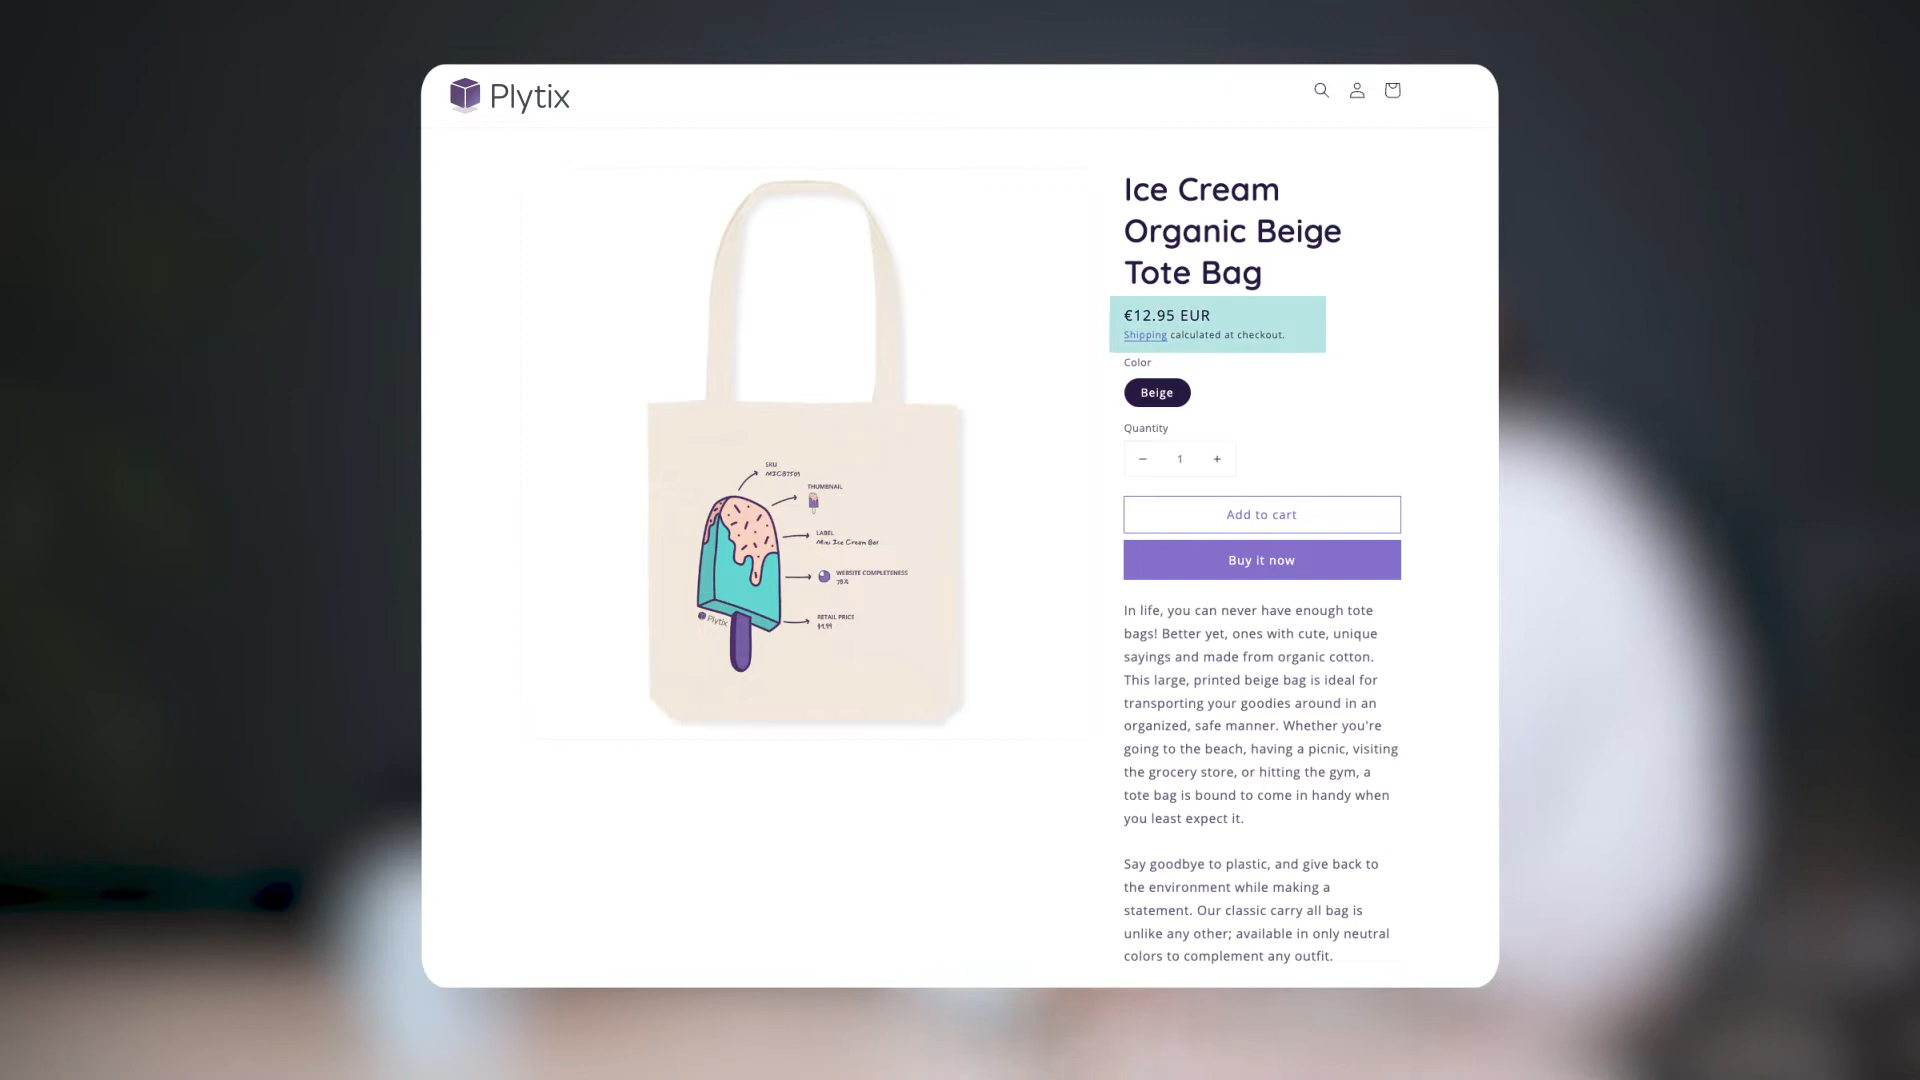 Plytix
Ice Cream
Organic Beige
Tote Bag
€12.95 EUR
Shipping calculated at checkout.
Color
Beige
Quantity
− 1 +
Add to cart
Buy it now
In life, you can never have enough tote
bags! Better yet, ones with cute, unique
sayings and made from organic cotton.
This large, printed beige bag is ideal for
transporting your goodies around in an
organized, safe manner. Whether you're
going to the beach, having a picnic, visiting
the grocery store, or hitting the gym, a
tote bag is bound to come in handy when
you least expect it.
Say goodbye to plastic, and give back to
the environment while making a
statement. Our classic carry all bag is
unlike any other; available in only neutral
colors to complement any outfit.
SKU
THUMBNAIL
LABEL
Mini Ice Cream Bar
WEBSITE COMPLETENESS
RETAIL PRICE
Plytix